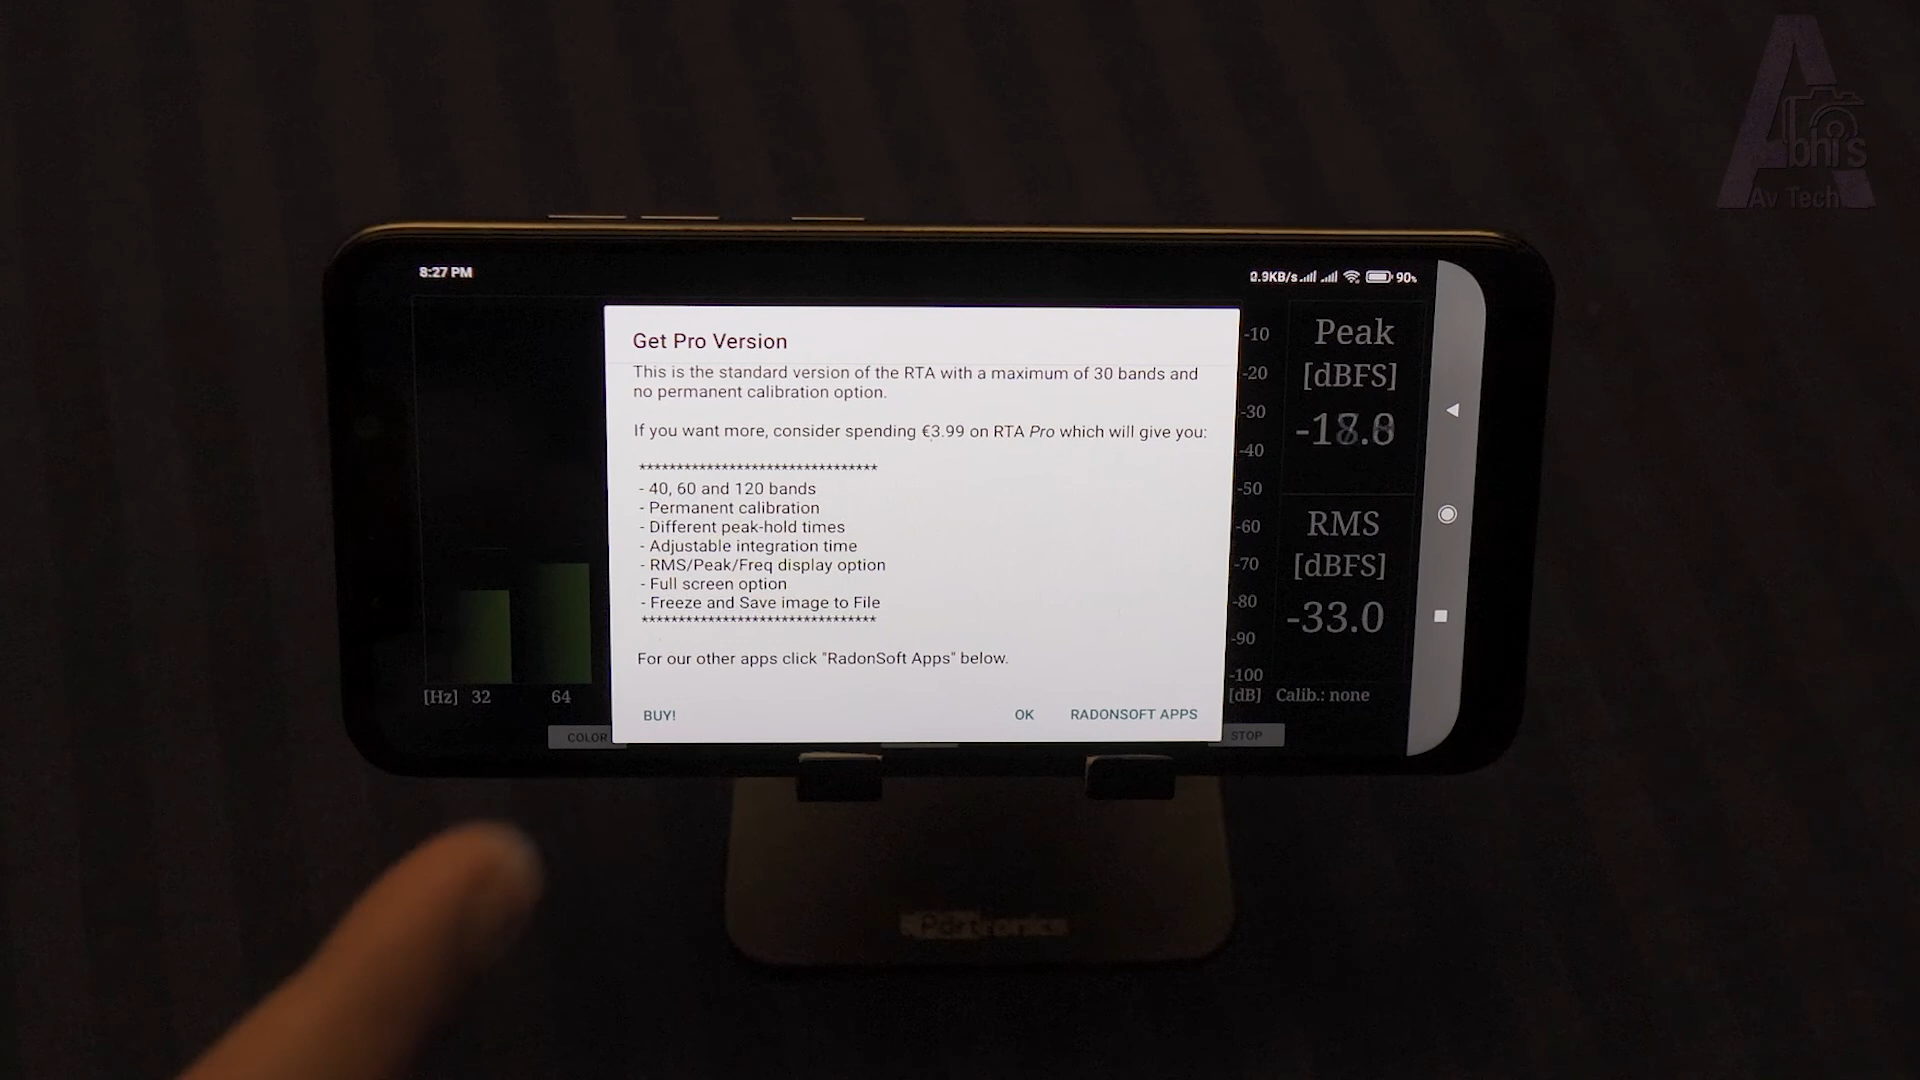 Abhi's
Av Tech
8:27 PM
90%
Get Pro Version
This is the standard version of the RTA with a maximum of 30 bands and
no permanent calibration option.
If you want more, consider spending €3.99 on RTA Pro which will give you:
********************************
- 40, 60 and 120 bands
- Permanent calibration
- Different peak-hold times
- Adjustable integration time
- RMS/Peak/Freq display option
- Full screen option
- Freeze and Save image to File
********************************
For our other apps click "RadonSoft Apps" below.
BUY!
OK
RADONSOFT APPS
-10
-20
-30
-40
-50
-60
-70
-80
-90
-100
[dB]
Peak
[dBFS]
RMS
[dBFS]
-33.0
Calib.: none
[Hz] 32 64
COLOR
STOP